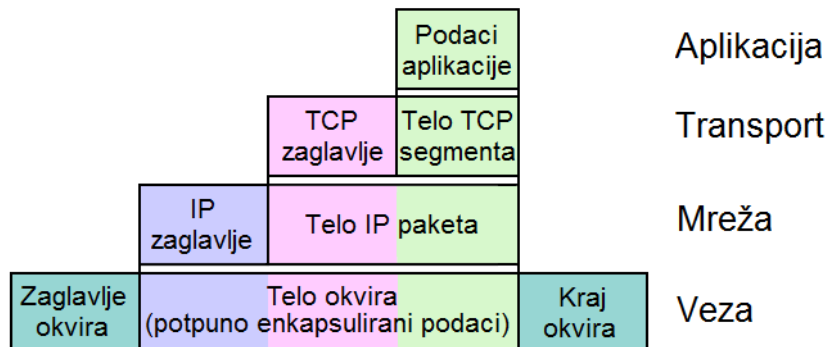 Podaci
aplikacije
Aplikacija
TCP
zaglavlje
Telo TCP
segmenta
Transport
IP
zaglavlje
Telo IP paketa
Mreža
Zaglavlje
okvira
Telo okvira
(potpuno enkapsulirani podaci)
Kraj
okvira
Veza